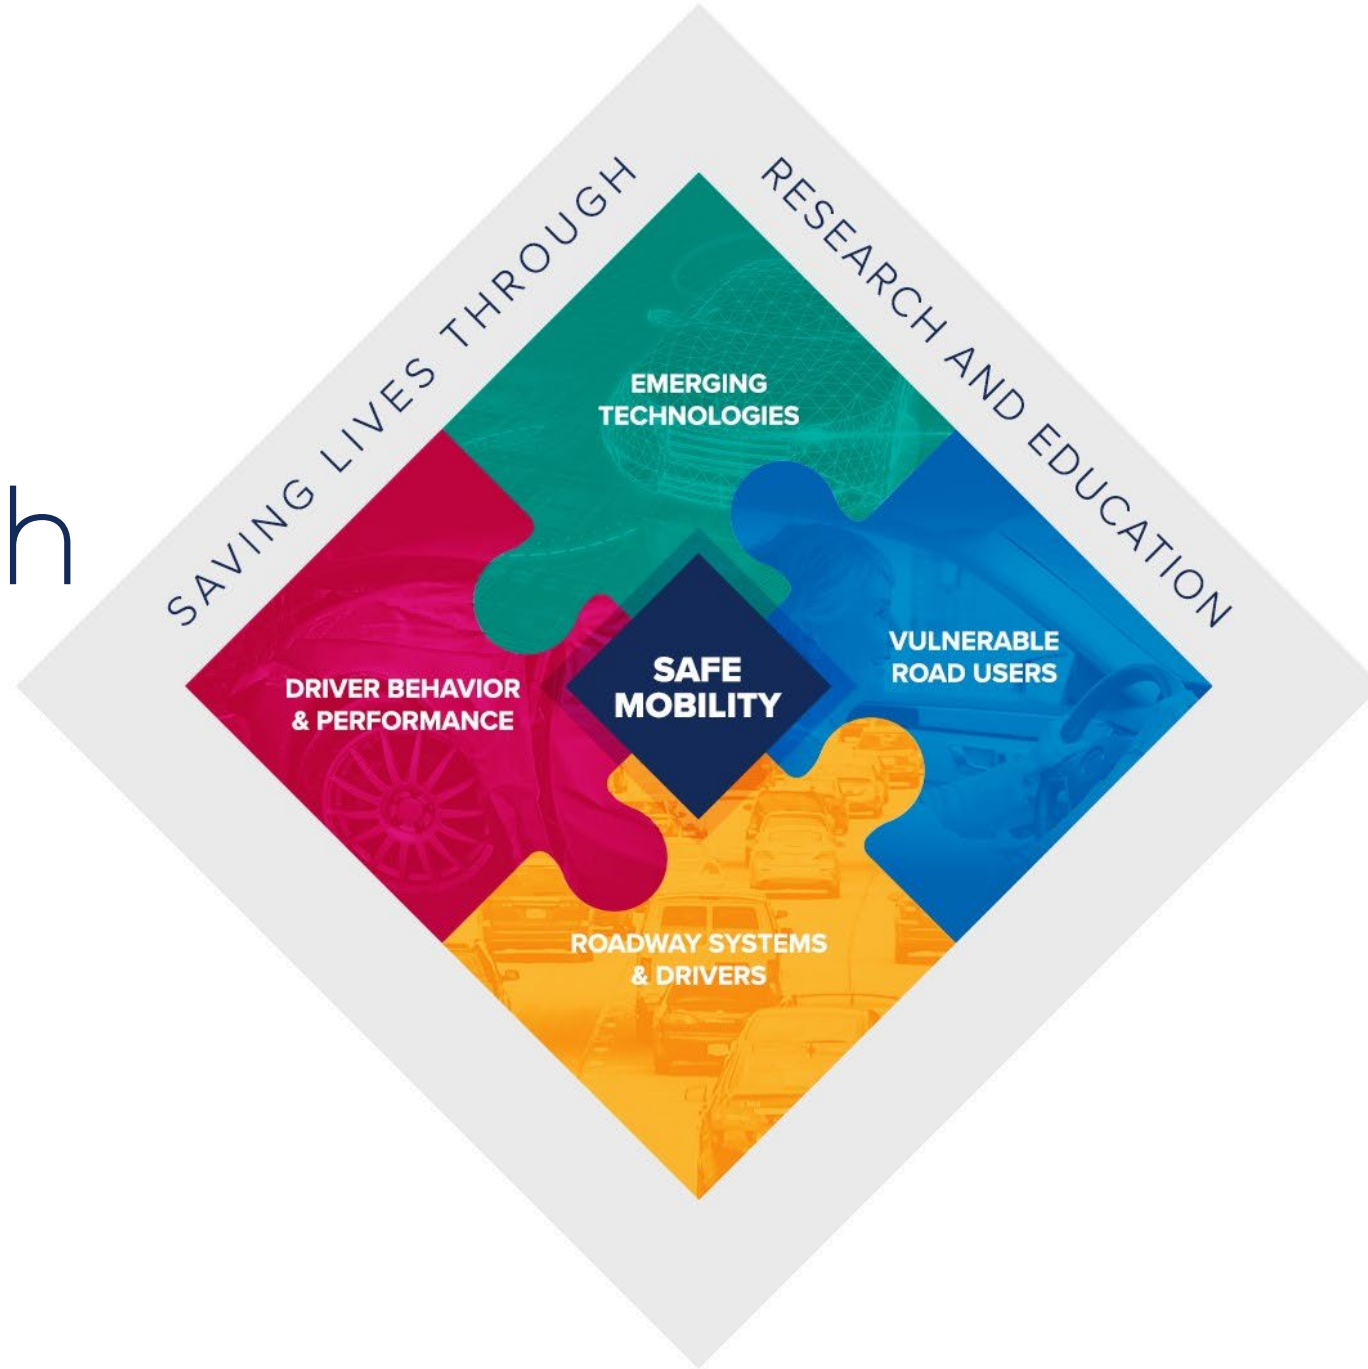 h
SAVING LIVES THROUGH
RESEARCH AND EDUCATION
EMERGING
TECHNOLOGIES
DRIVER BEHAVIOR
& PERFORMANCE
SAFE
MOBILITY
VULNERABLE
ROAD USERS
ROADWAY SYSTEMS
& DRIVERS